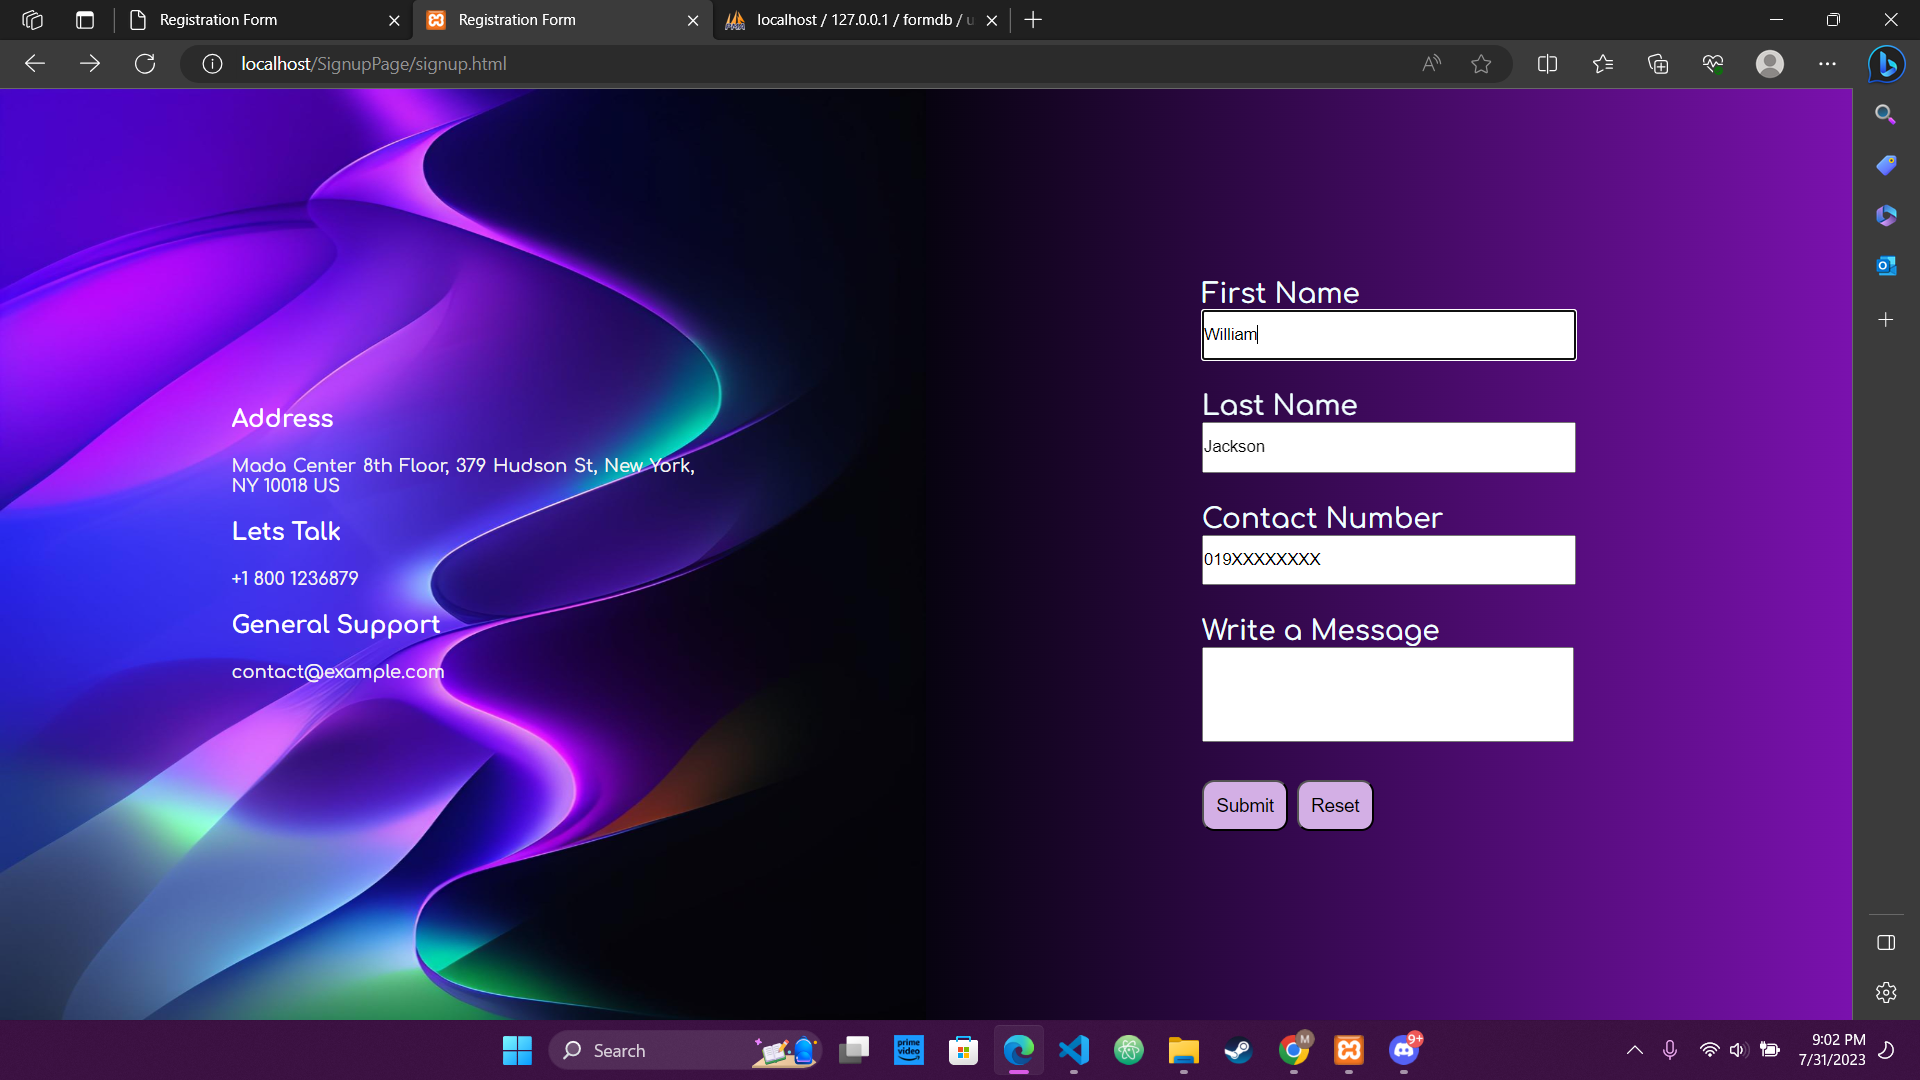 Registration Form
Registration Form
localhost / 127.0.0.1 / formdb / u
localhost/SignupPage/signup.html
Address
Mada Center 8th Floor, 379 Hudson St, New York,
NY 10018 US
Lets Talk
+1 800 1236879
General Support
contact@example.com
First Name
William
Last Name
Jackson
Contact Number
019XXXXXXXX
Write a Message
Submit
Reset
Search
prime
video
M
9+
9:02 PM
7/31/2023